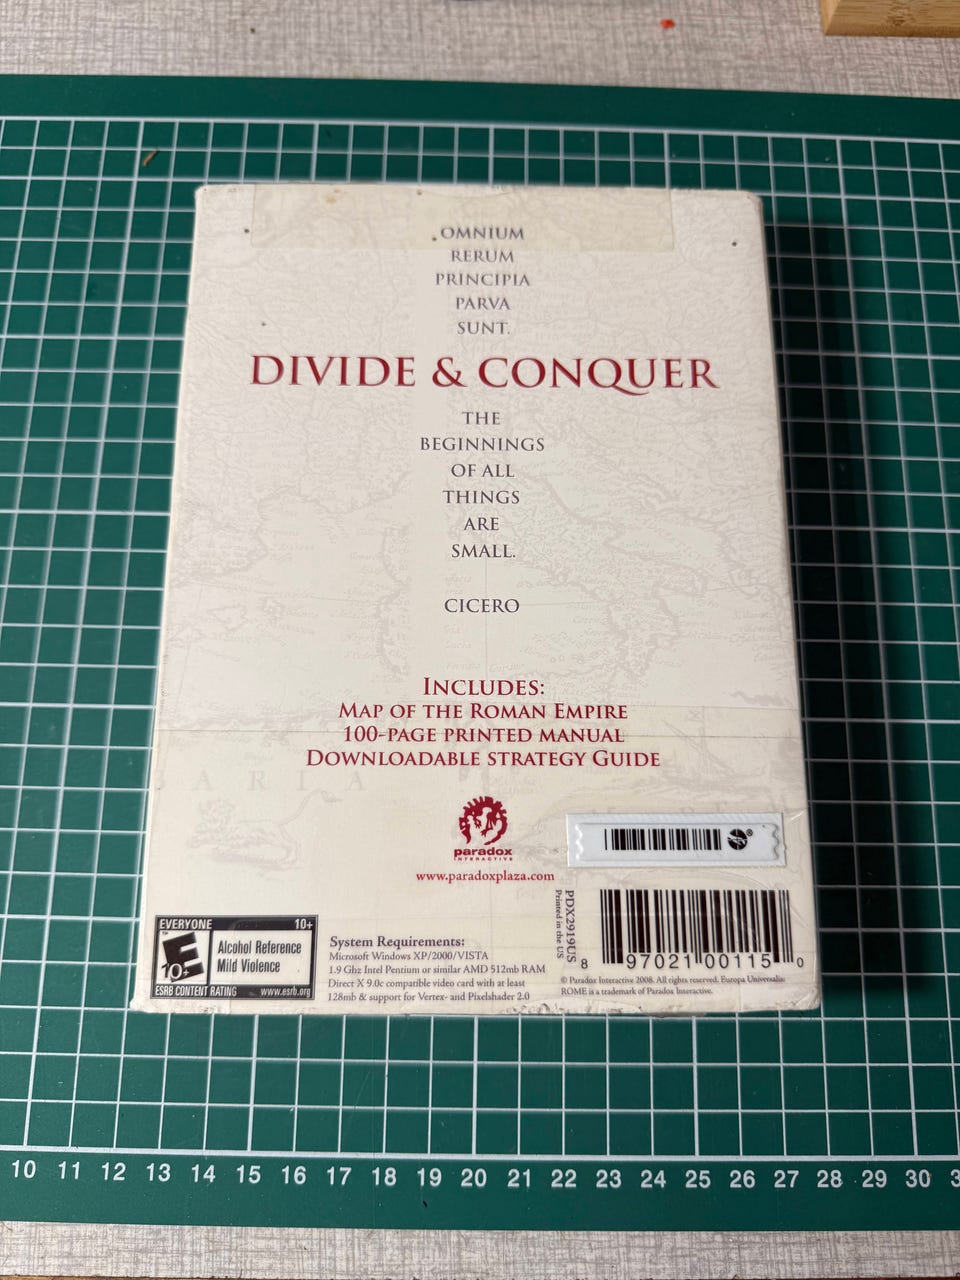 OMNIUM
RERUM
PRINCIPIA
PARVA
SUNT.
DIVIDE & CONQUER
THE
BEGINNINGS
OF ALL
THINGS
ARE
SMALL.
CICERO
INCLUDES:
MAP OF THE ROMAN EMPIRE
100-PAGE PRINTED MANUAL
DOWNLOADABLE STRATEGY GUIDE
BARIA
paradox
INTERACTIVE
www.paradoxplaza.com
EVERYONE 10+
E
10+
Alcohol Reference
Mild Violence
ESRB CONTENT RATING www.esrb.org
System Requirements:
Microsoft Windows XP/2000/VISTA
1.9 Ghz Intel Pentium or similar AMD 512mb RAM
Direct X 9.0c compatible video card with at least
128mb & support for Vertex- and Pixelshader 2.0
PDX2919US
Printed in the US
8 97021 00115 0
© Paradox Interactive 2008. All rights reserved. Europa Universalis:
ROME is a trademark of Paradox Interactive.
10 11 12 13 14 15 16 17 18 19 20 21 22 23 24 25 26 27 28 29 30